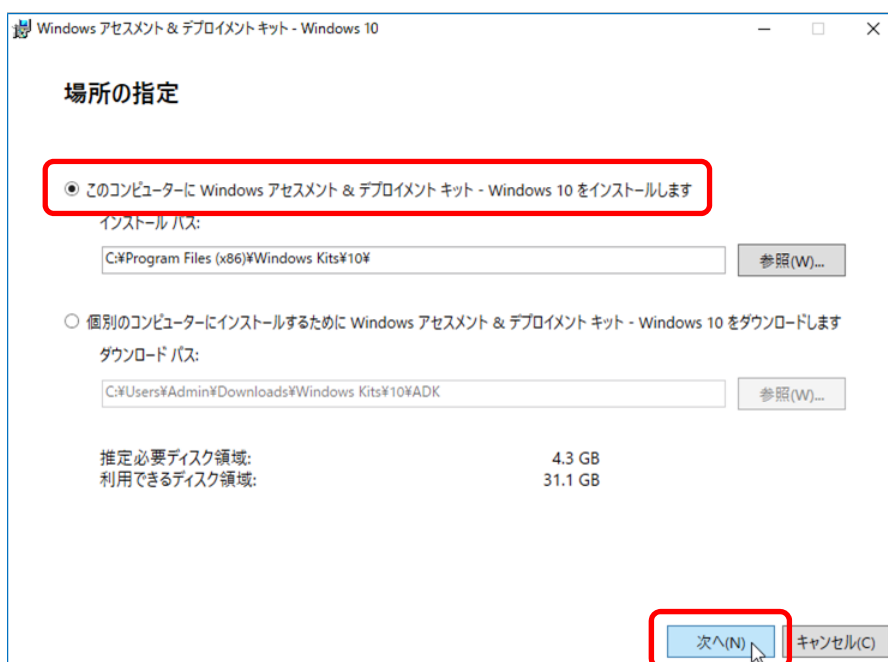 Windows アセスメント & デプロイメント キット - Windows 10
場所の指定
このコンピューターに Windows アセスメント & デプロイメント キット - Windows 10 をインストールします
インストール パス:
C:¥Program Files (x86)¥Windows Kits¥10¥
参照(W)...
個別のコンピューターにインストールするために Windows アセスメント & デプロイメント キット - Windows 10 をダウンロードします
ダウンロード パス:
C:¥Users¥Admin¥Downloads¥Windows Kits¥10¥ADK
参照(W)...
推定必要ディスク領域: 4.3 GB
利用できるディスク領域: 31.1 GB
次へ(N) キャンセル(C)